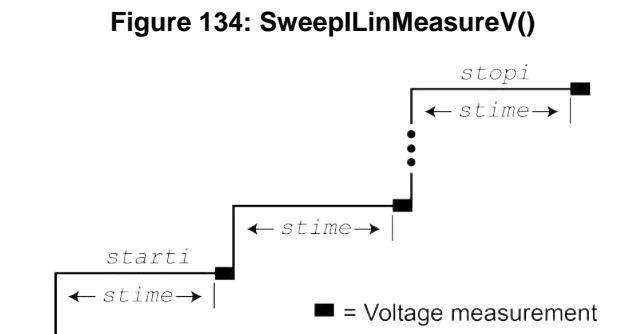 Figure 134: SweepILinMeasureV()
stopi
stime
stime
starti
stime
= Voltage measurement